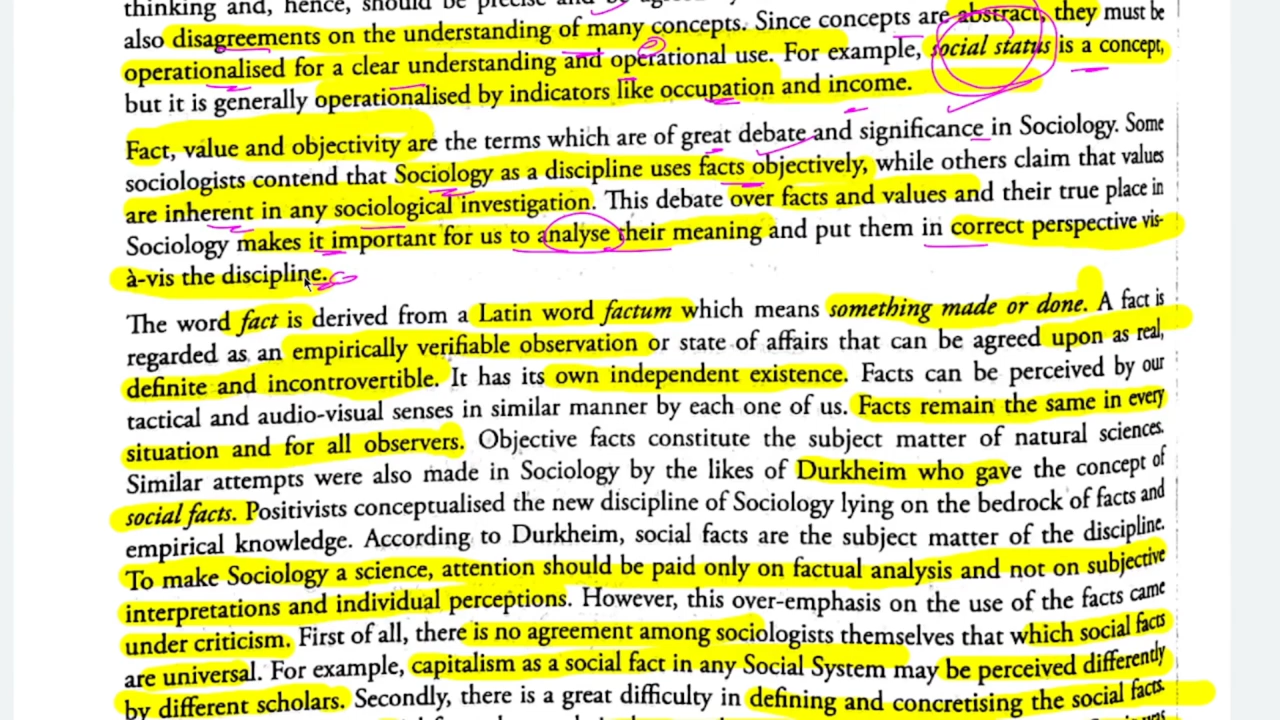 thinking and, hence, should be precise and be
also disagreements on the understanding of many concepts. Since concepts are abstract, they must be
operationalised for a clear understanding and operational use. For example, social status is a concept,
but it is generally operationalised by indicators like occupation and income.
Fact, value and objectivity are the terms which are of great debate and significance in Sociology. Some
sociologists contend that Sociology as a discipline uses facts objectively, while others claim that values
are inherent in any sociological investigation. This debate over facts and values and their true place in
Sociology makes it important for us to analyse their meaning and put them in correct perspective vis-
à-vis the discipline.
The word fact is derived from a Latin word factum which means something made or done. A fact is
regarded as an empirically verifiable observation or state of affairs that can be agreed upon as real,
definite and incontrovertible. It has its own independent existence. Facts can be perceived by our
tactical and audio-visual senses in similar manner by each one of us. Facts remain the same in every
situation and for all observers. Objective facts constitute the subject matter of natural sciences.
Similar attempts were also made in Sociology by the likes of Durkheim who gave the concept of
social facts. Positivists conceptualised the new discipline of Sociology lying on the bedrock of facts and
empirical knowledge. According to Durkheim, social facts are the subject matter of the discipline.
To make Sociology a science, attention should be paid only on factual analysis and not on subjective
interpretations and individual perceptions. However, this over-emphasis on the use of the facts came
under criticism. First of all, there is no agreement among sociologists themselves that which social facts
are universal. For example, capitalism as a social fact in any Social System may be perceived differently
by different scholars. Secondly, there is a great difficulty in defining and concretising the social facts.